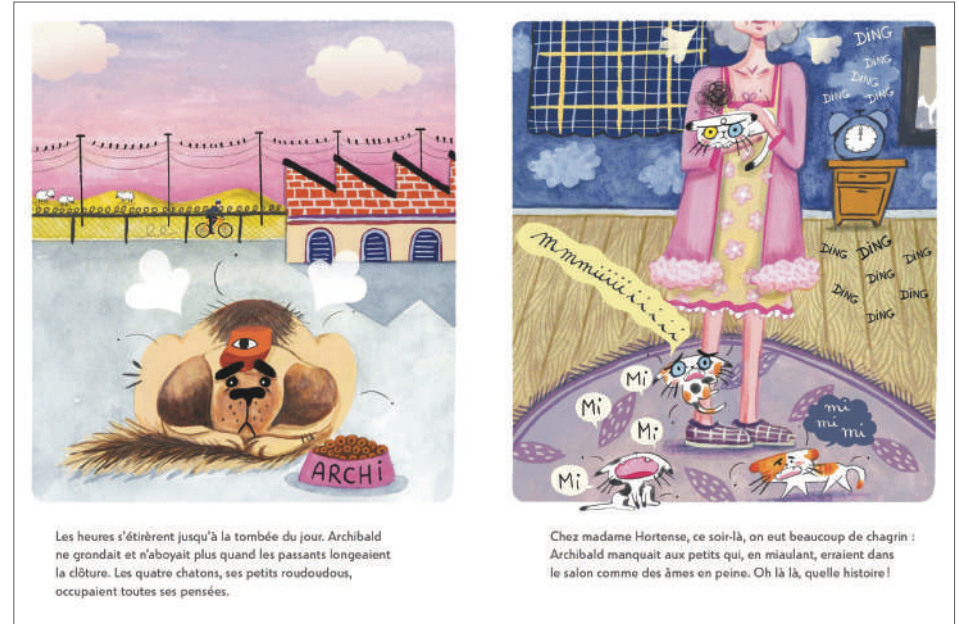 ARCHi
Les heures s'étirèrent jusqu'à la tombée du jour. Archibald
ne grondait et n'aboyait plus quand les passants longeaient
la clôture. Les quatre chatons, ses petits roudoudous,
occupaient toutes ses pensées.
DiNG
DiNG
DiNG
DiNG
DiNG
DiNG
DiNG
DiNG
DiNG
DiNG
DiNG
DiNG
mmmiiiiiiiiii
Mi
Mi
Mi
Mi
mi
mi
mi
Chez madame Hortense, ce soir-là, on eut beaucoup de chagrin :
Archibald manquait aux petits qui, en miaulant, erraient dans
le salon comme des âmes en peine. Oh là là, quelle histoire !